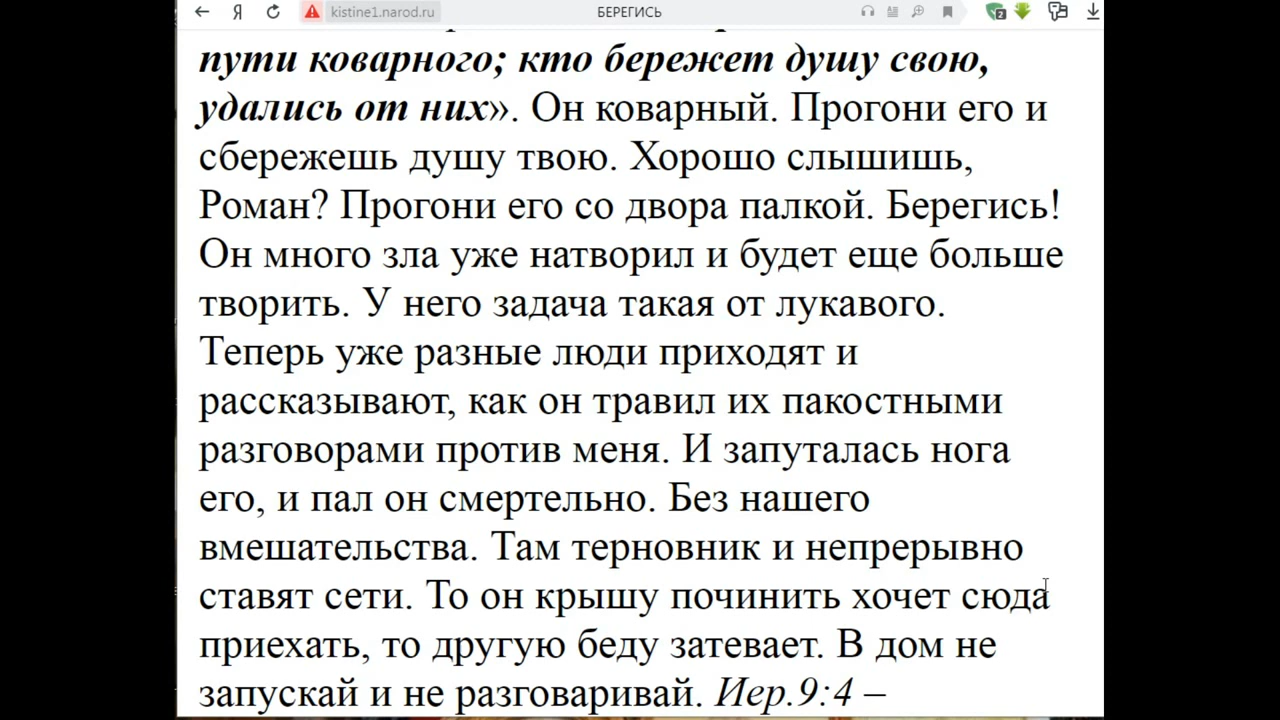 kistine1.narod.ru
БЕРЕГИСЬ
2
пути коварного; кто бережет душу свою,
удались от них». Он коварный. Прогони его и
сбережешь душу твою. Хорошо слышишь,
Роман? Прогони его со двора палкой. Берегись!
Он много зла уже натворил и будет еще больше
творить. У него задача такая от лукавого.
Теперь уже разные люди приходят и
рассказывают, как он травил их пакостными
разговорами против меня. И запуталась нога
его, и пал он смертельно. Без нашего
вмешательства. Там терновник и непрерывно
ставят сети. То он крышу починить хочет сюда
приехать, то другую беду затевает. В дом не
запускай и не разговаривай. Иер.9:4 –